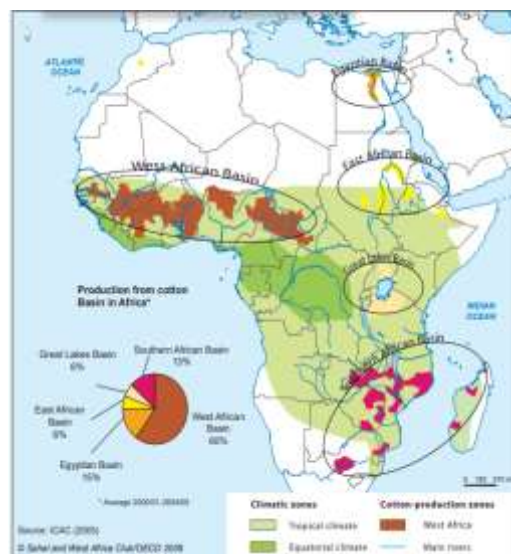 ATLANTIC
OCEAN
Egyptian Basin
East African Basin
West African Basin
Great Lakes Basin
Production from cotton
Basin in Africa*
INDIAN
OCEAN
Southern African Basin
Great Lakes Basin
6%
Southern African Basin
13%
East African
Basin
6%
West African
Basin
60%
Egyptian Basin
15%
Climatic zones
Cotton production zones
Tropical climate
West Africa
Equatorial climate
Main rivers
Source: ICAC (2005)
© Sahel and West Africa Club/OECD 2006